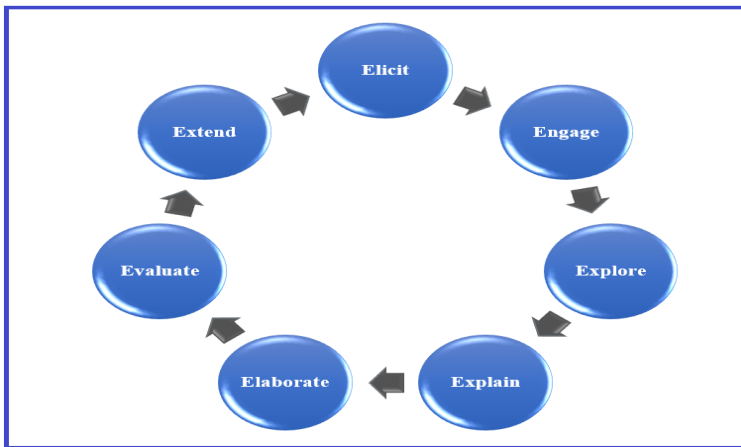 Elicit
Engage
Explore
Explain
Elaborate
Evaluate
Extend